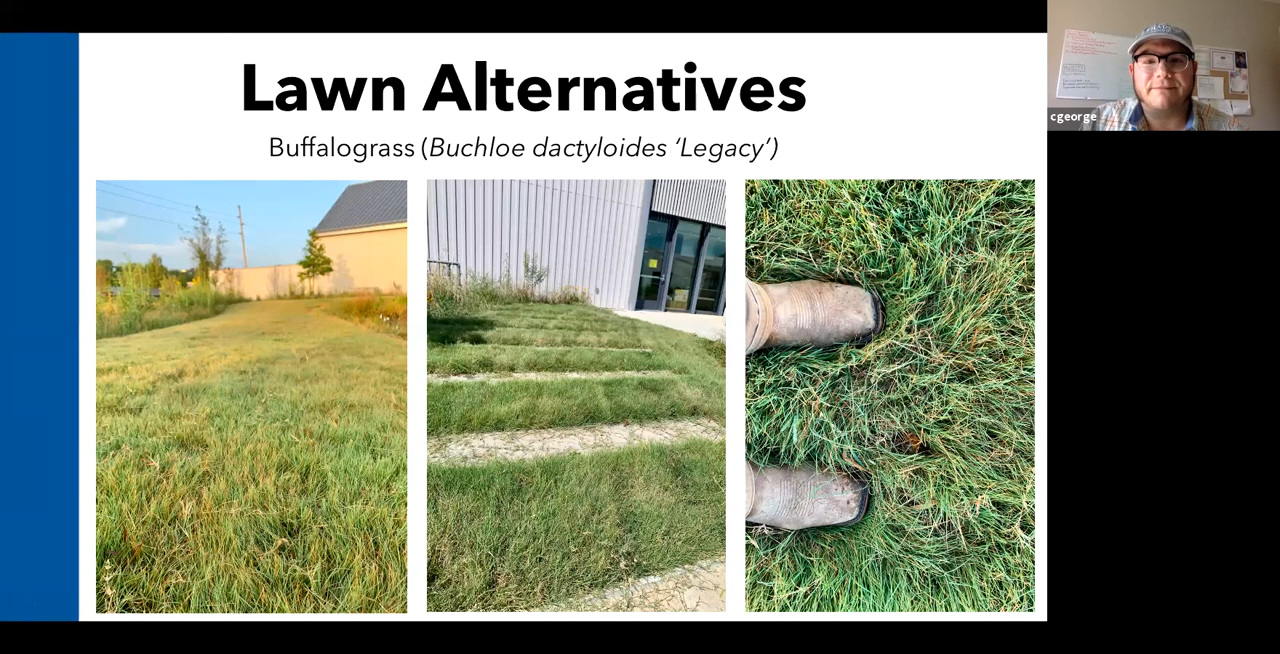 Lawn Alternatives
Buffalograss (Buchloe dactyloides ‘Legacy’)
cgeorge